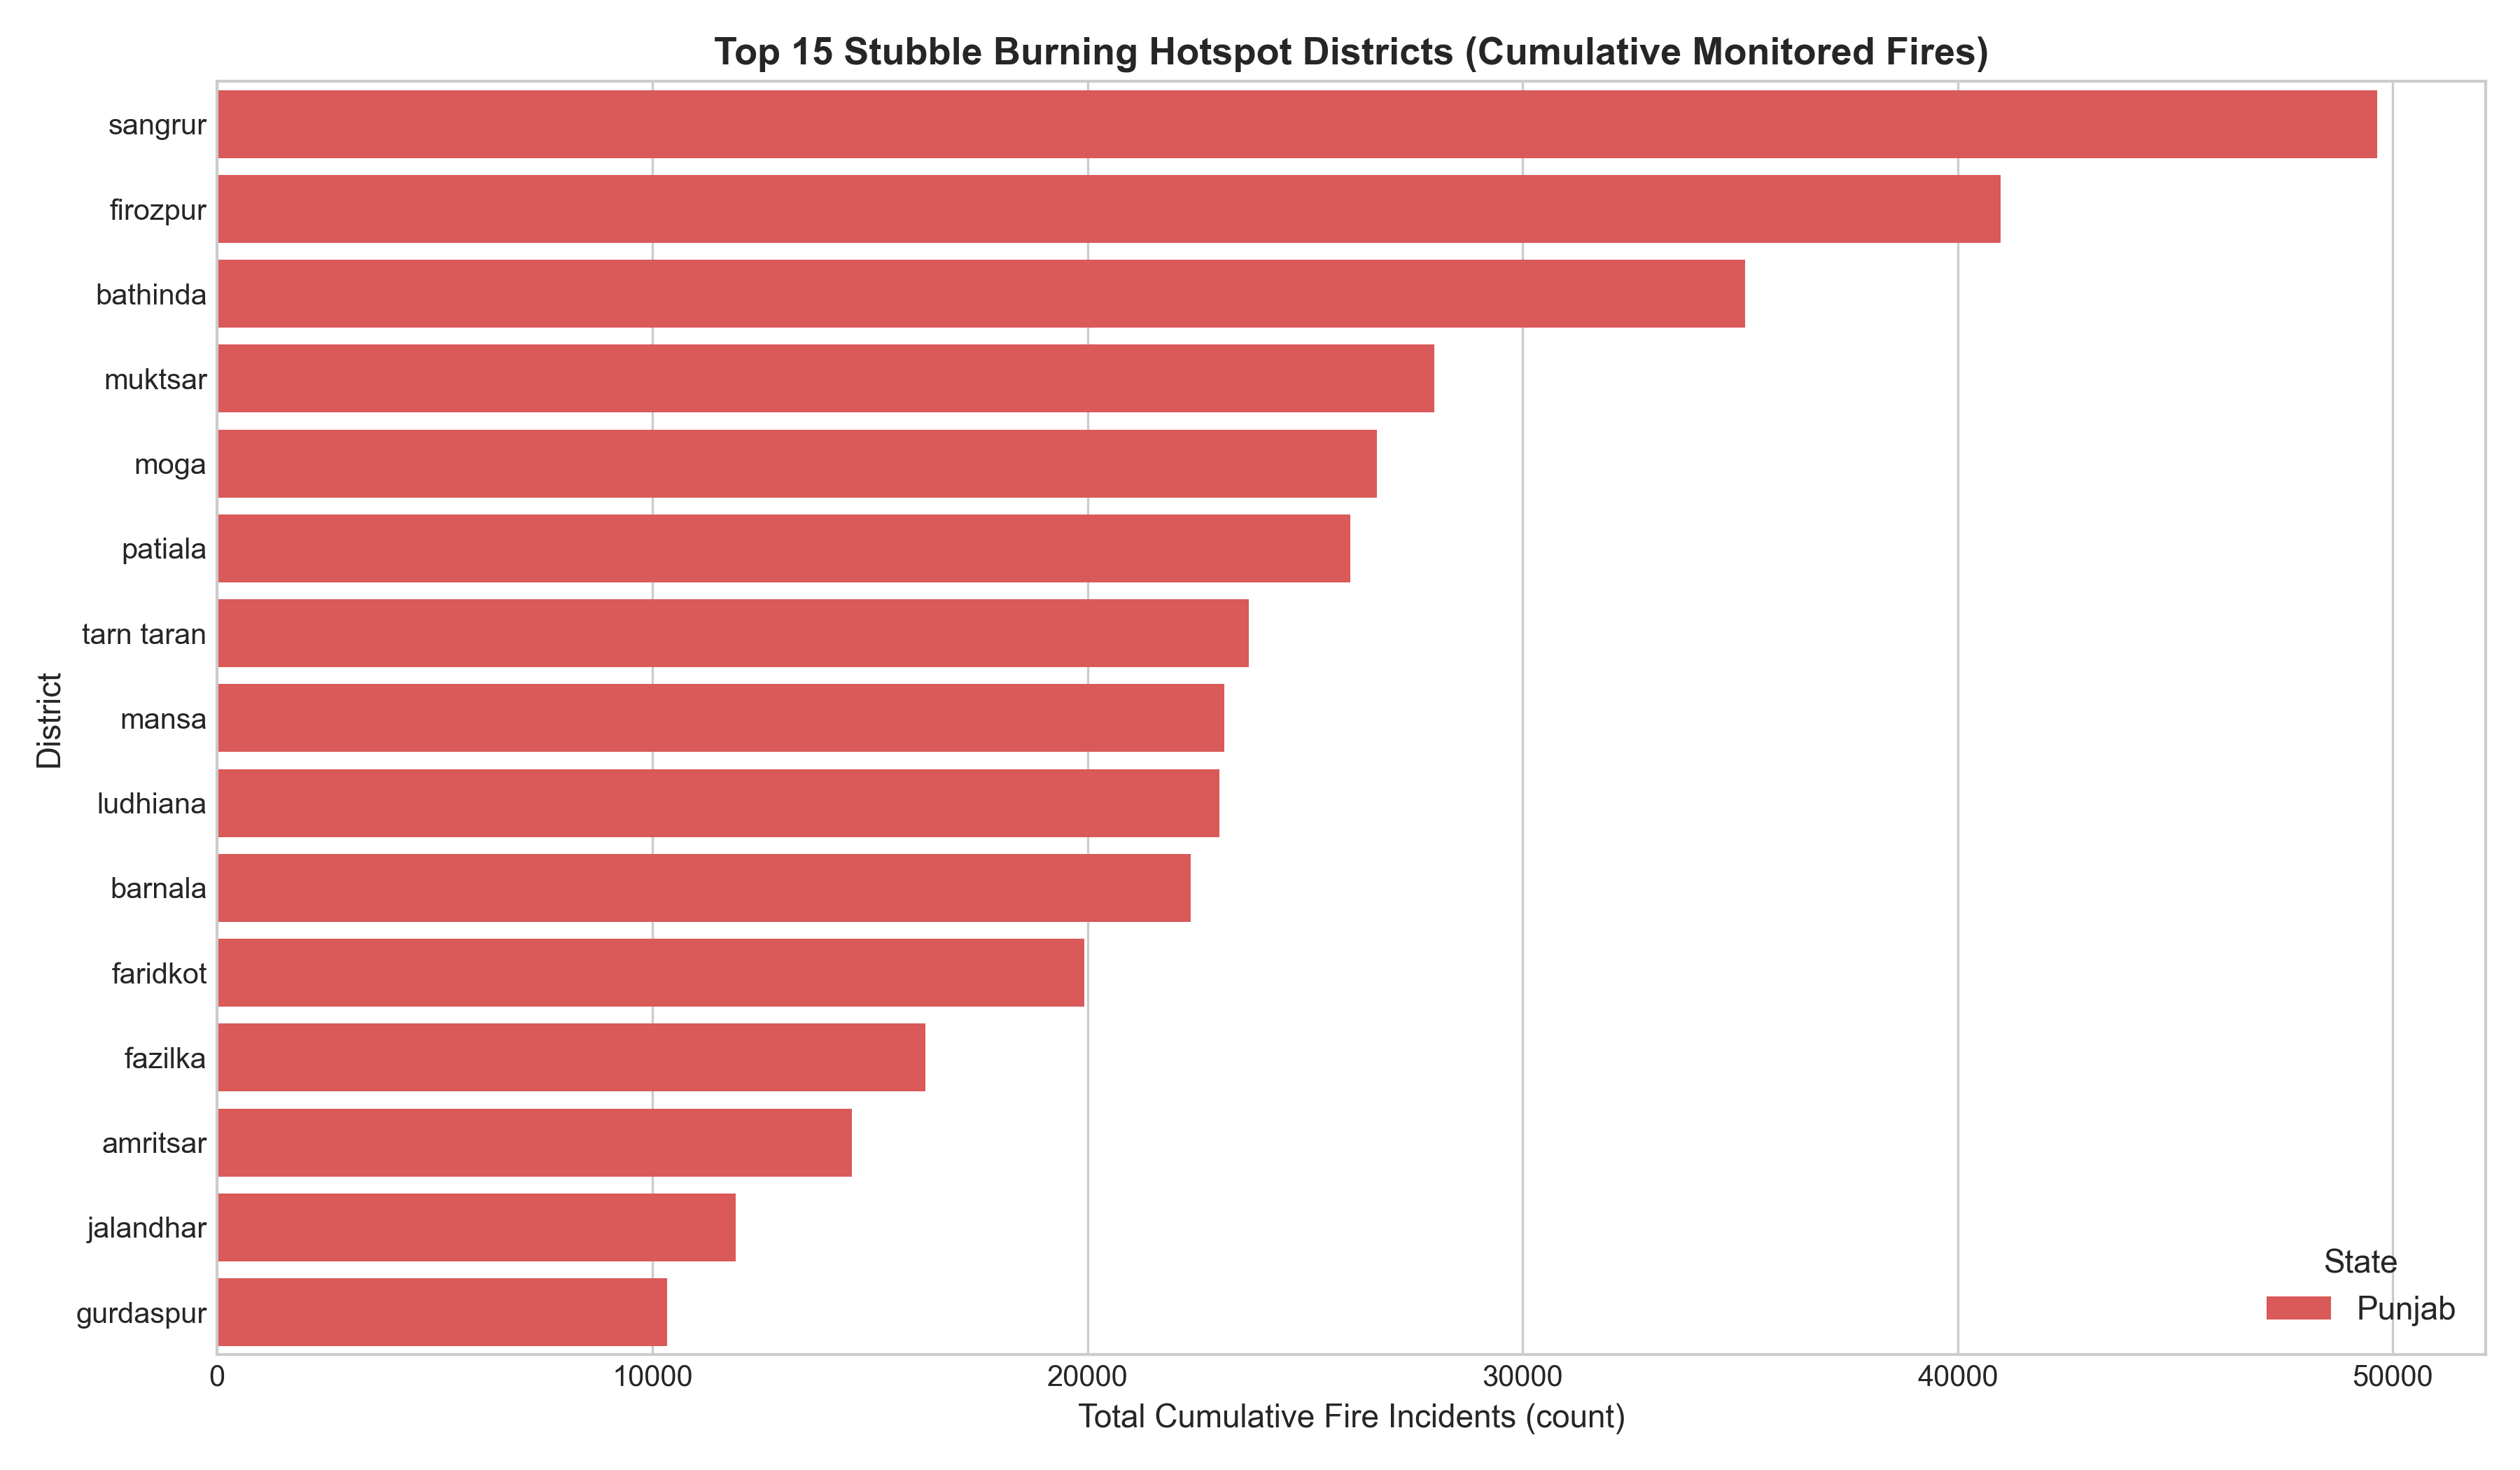 Top 15 Stubble Burning Hotspot Districts (Cumulative Monitored Fires)
sangrur
firozpur
bathinda
muktsar
moga
patiala
tarn taran
mansa
ludhiana
barnala
faridkot
fazilka
amritsar
jalandhar
gurdaspur
District
State
Punjab
0 10000 20000 30000 40000 50000
Total Cumulative Fire Incidents (count)